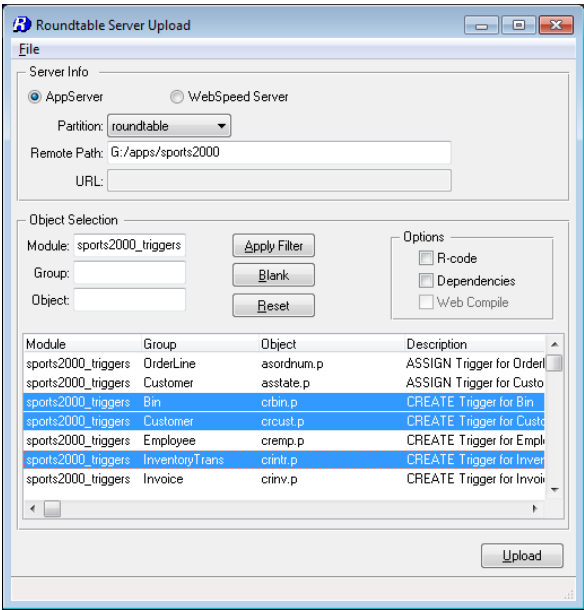 Roundtable Server Upload
File
Server Info
AppServer WebSpeed Server
Partition: roundtable
Remote Path: G:/apps/sports2000
URL:
Object Selection
Module: sports2000_triggers Apply Filter
Group: Blank
Object: Reset
Options
R-code
Dependencies
Web Compile
Module Group Object Description
sports2000_triggers OrderLine asordnum.p ASSIGN Trigger for Orderl
sports2000_triggers Customer asstate.p ASSIGN Trigger for Custo
sports2000_triggers Bin crbin.p CREATE Trigger for Bin
sports2000_triggers Customer crcust.p CREATE Trigger for Custo
sports2000_triggers Employee cremp.p CREATE Trigger for Emplo
sports2000_triggers InventoryTrans crintr.p CREATE Trigger for Inven
sports2000_triggers Invoice crinv.p CREATE Trigger for Invoi
Upload